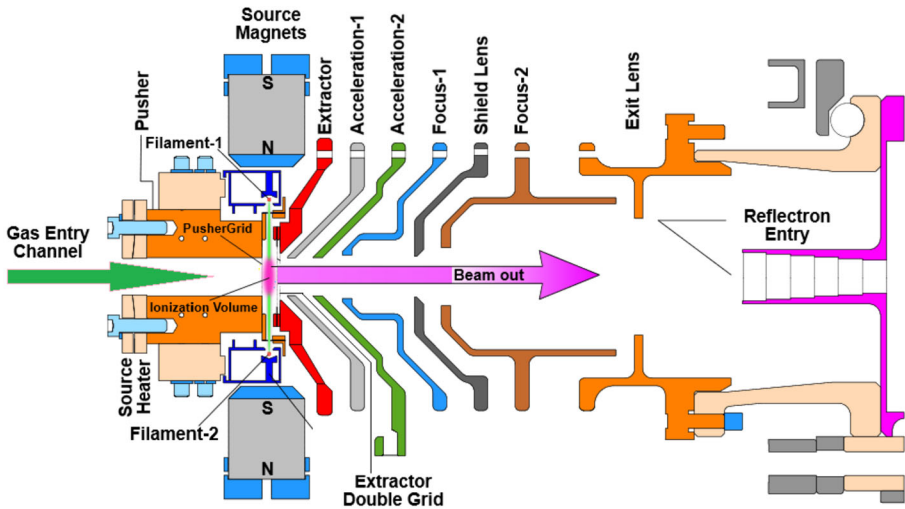 Source
Magnets
S
N
Pusher
Filament-1
Extractor
Acceleration-1
Acceleration-2
Focus-1
Shield Lens
Focus-2
Exit Lens
Gas Entry
Channel
PusherGrid
Beam out
Reflectron
Entry
Ionization Volume
Source
Heater
Filament-2
S
N
Extractor
Double Grid